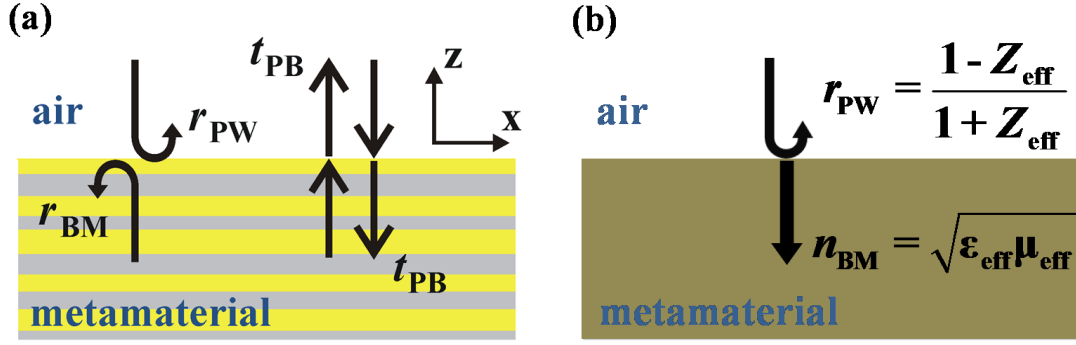 (a)
t_PB
z
air
r_PW
x
r_BM
t_PB
metamaterial
(b)
air
r_PW = (1 - Z_eff) / (1 + Z_eff)
n_BM = √(ε_eff μ_eff)
metamaterial